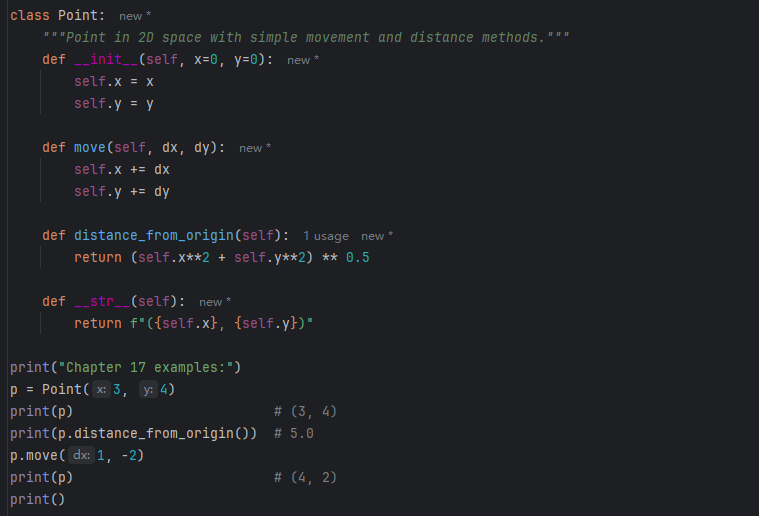 class Point:  new *
    """Point in 2D space with simple movement and distance methods."""
    def __init__(self, x=0, y=0):  new *
        self.x = x
        self.y = y

    def move(self, dx, dy):  new *
        self.x += dx
        self.y += dy

    def distance_from_origin(self):  1 usage  new *
        return (self.x**2 + self.y**2) ** 0.5

    def __str__(self):  new *
        return f"({self.x}, {self.y})"

print("Chapter 17 examples:")
p = Point( x: 3,  y: 4)
print(p)                         # (3, 4)
print(p.distance_from_origin())  # 5.0
p.move( dx: 1, -2)
print(p)                         # (4, 2)
print()